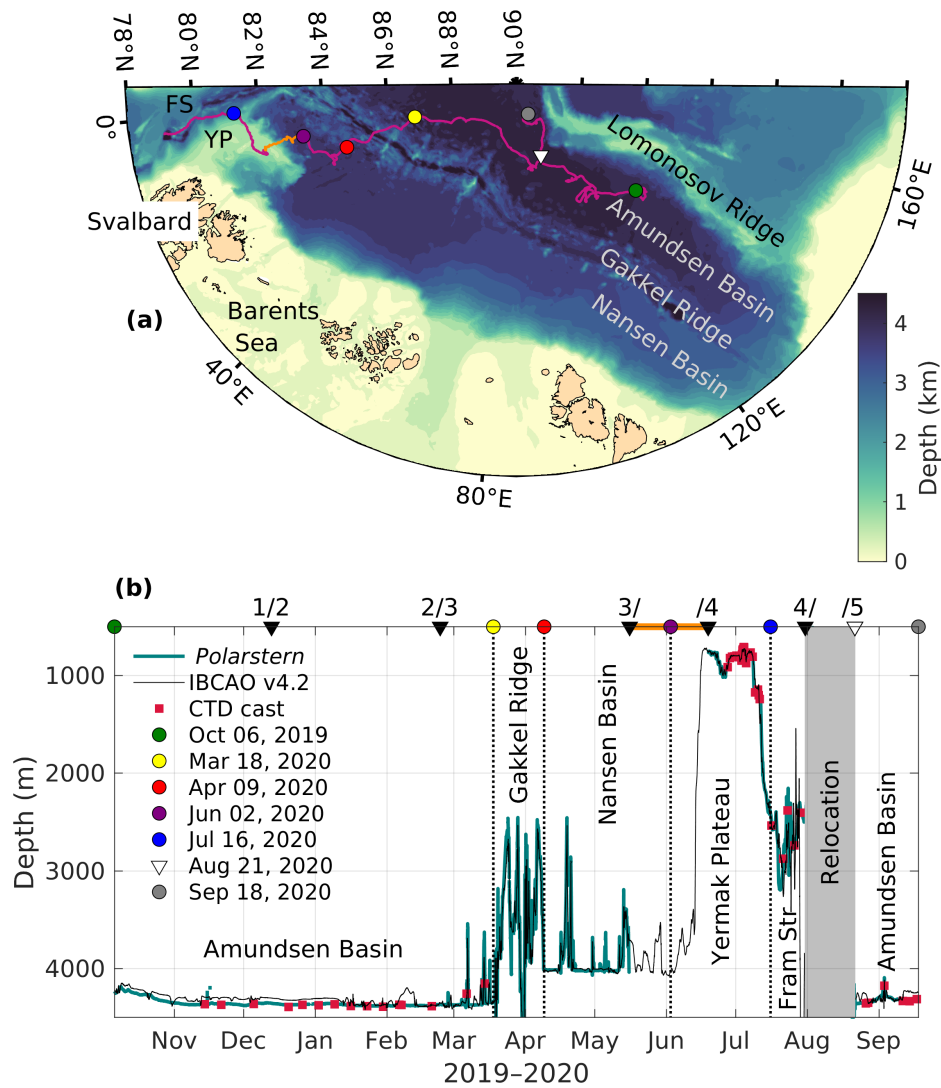 78°N 80°N 82°N 84°N 86°N 88°N 90°N
FS
0°
YP
Lomonosov Ridge
160°E
Svalbard
Amundsen Basin
Gakkel Ridge
Nansen Basin
Barents
Sea
(a)
40°E
120°E
80°E
4
3
2
1
0
Depth (km)
(b)
1/2 2/3 3/ /4 4/ /5
Polarstern
IBCAO v4.2
CTD cast
Oct 06, 2019
Mar 18, 2020
Apr 09, 2020
Jun 02, 2020
Jul 16, 2020
Aug 21, 2020
Sep 18, 2020
Amundsen Basin
Gakkel Ridge
Nansen Basin
Yermak Plateau
Fram Str
Relocation
Amundsen Basin
1000
2000
3000
4000
Depth (m)
Nov Dec Jan Feb Mar Apr May Jun Jul Aug Sep
2019–2020